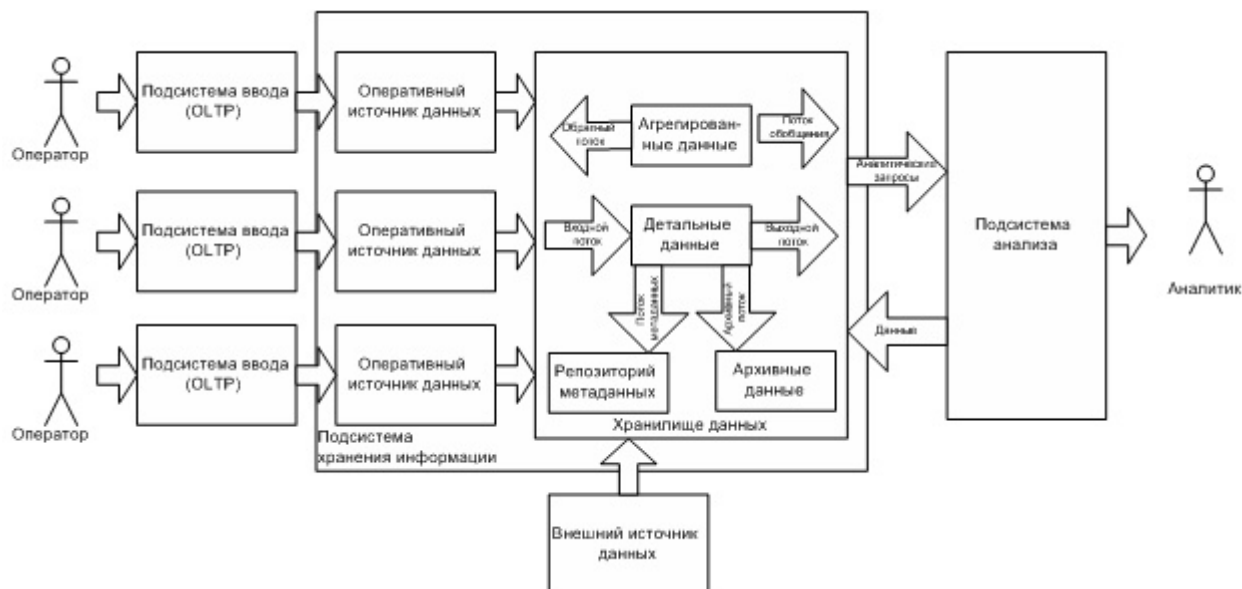 Оператор
Подсистема ввода
(OLTP)
Оперативный
источник данных
Оператор
Подсистема ввода
(OLTP)
Оперативный
источник данных
Оператор
Подсистема ввода
(OLTP)
Оперативный
источник данных
Подсистема
хранения информации
Обратный
поток
Агрегирован-
ные данные
Поток
обобщения
Входной
поток
Детальные
данные
Выходной
поток
Поток
метаданных
Архивный
поток
Репозиторий
метаданных
Архивные
данные
Хранилище данных
Внешний источник
данных
Аналитические
запросы
Данные
Подсистема
анализа
Аналитик